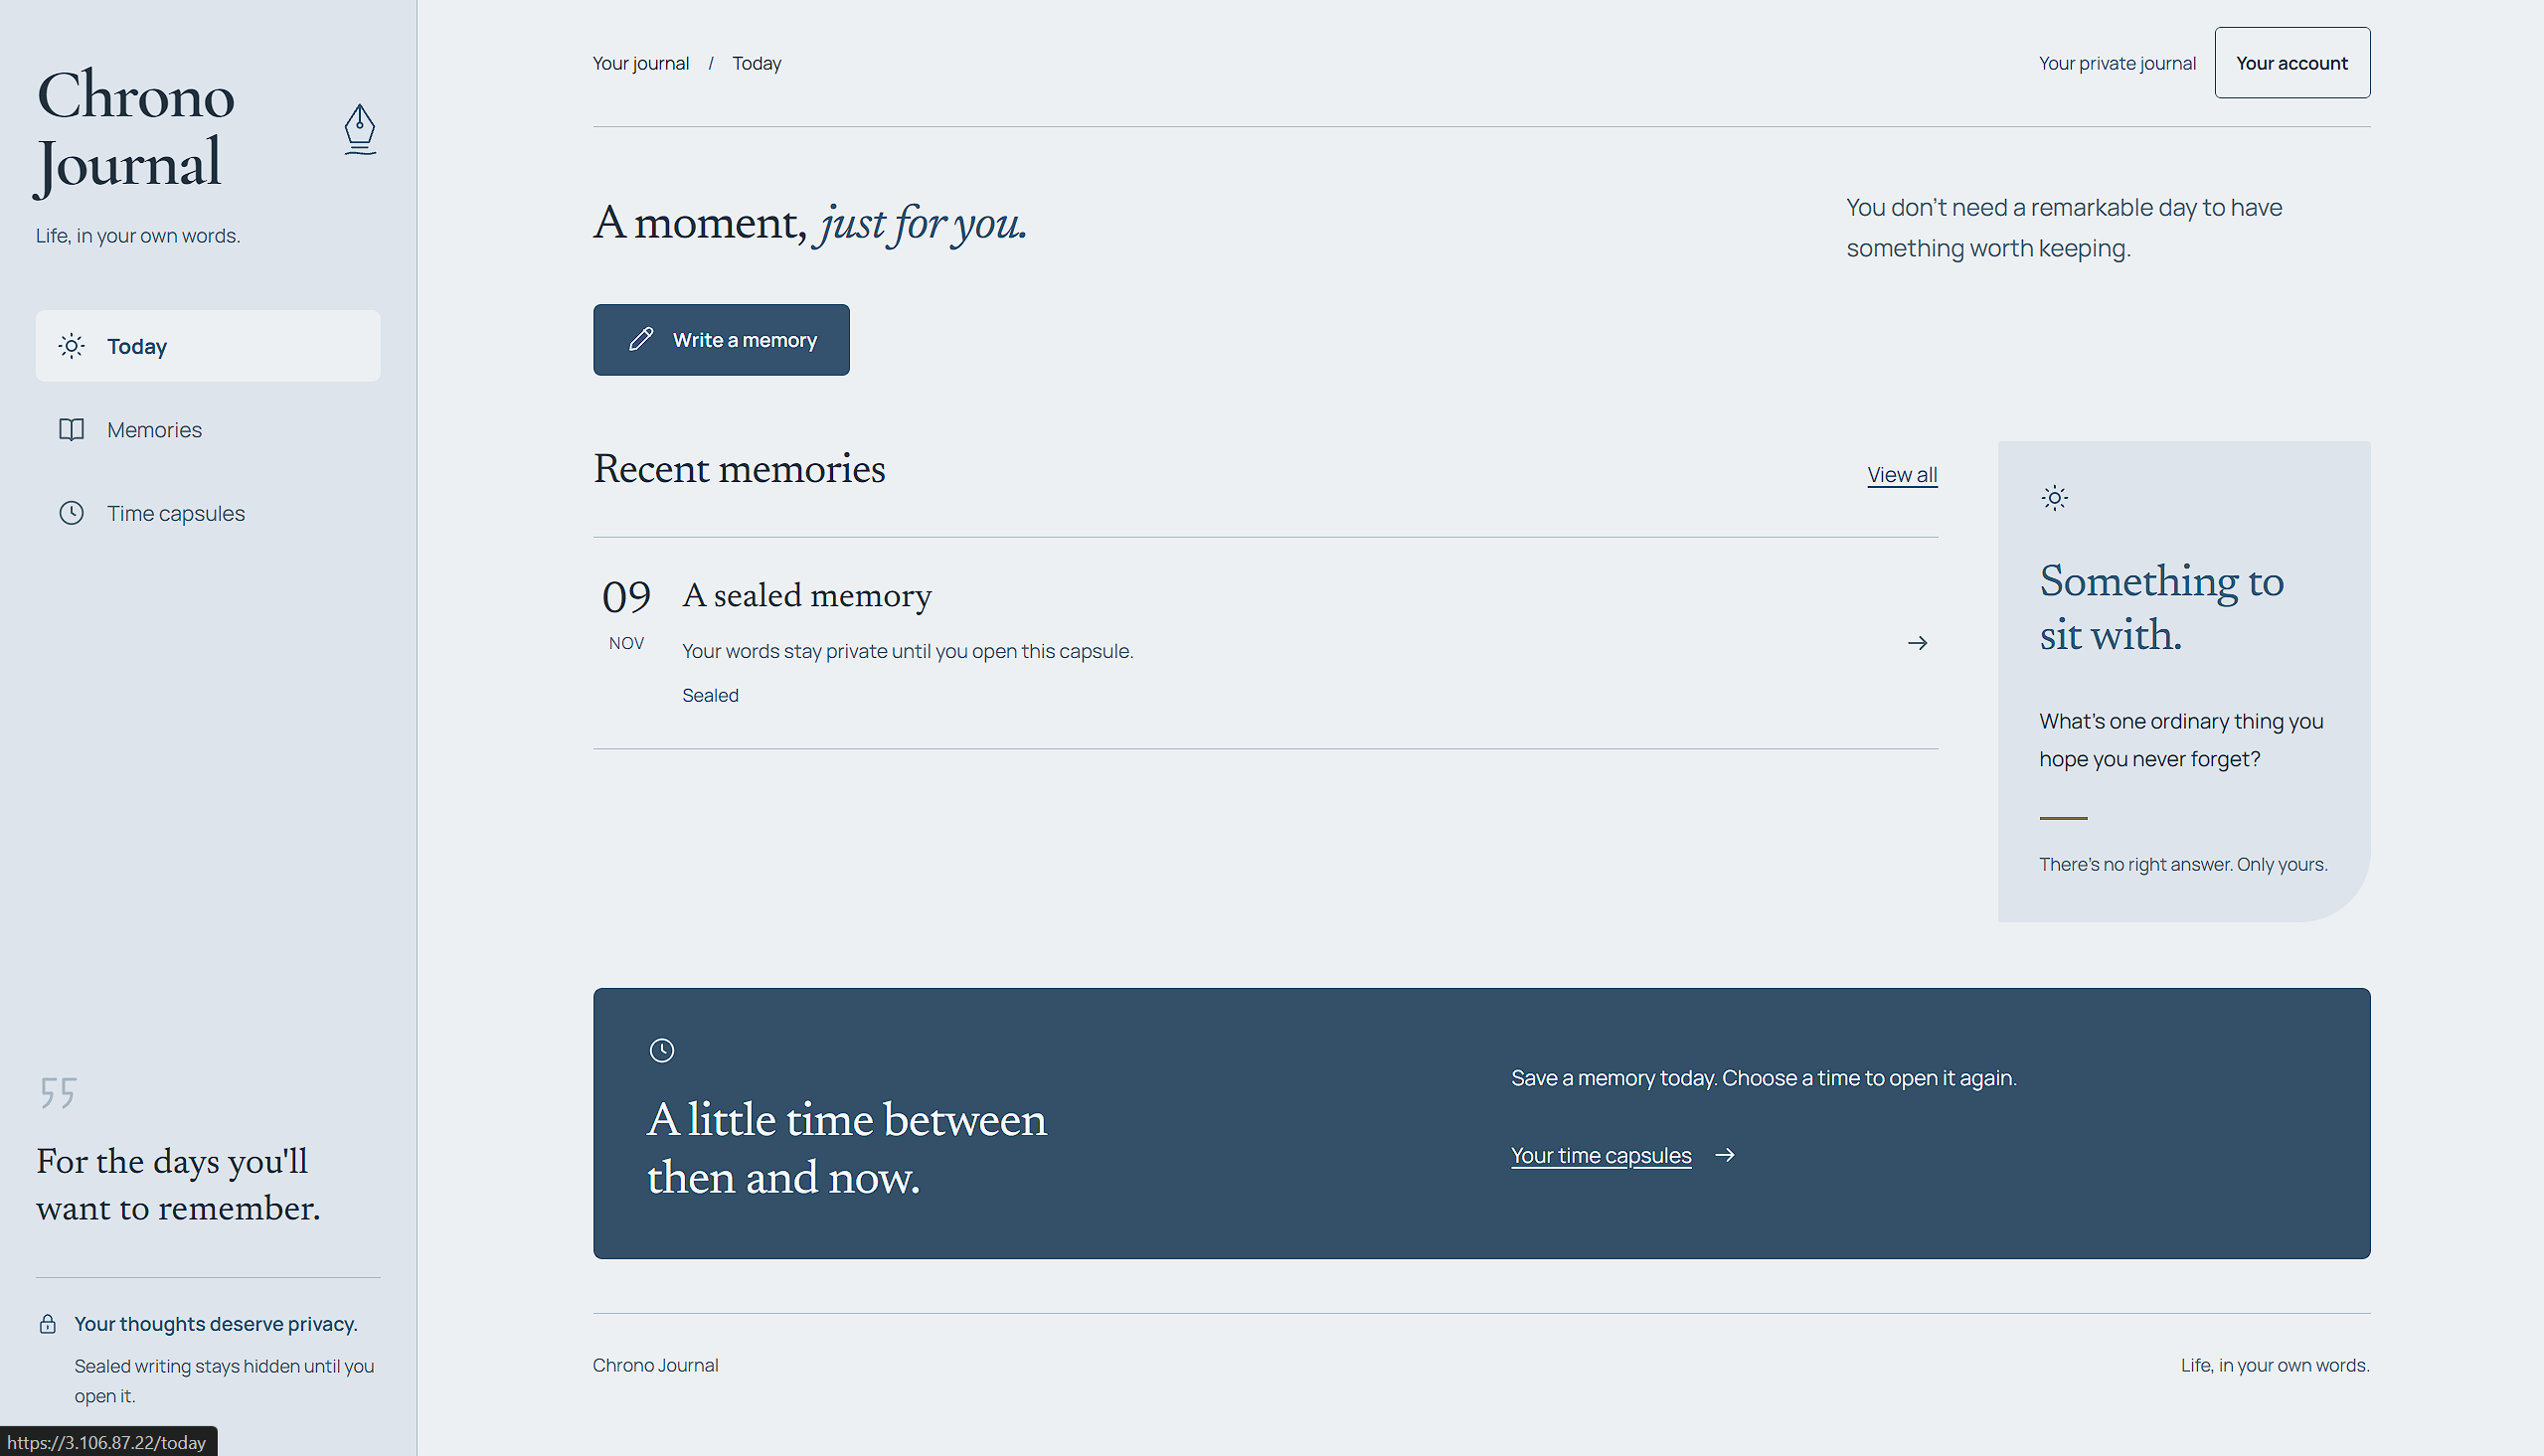 Chrono
Journal
Life, in your own words.
Today
Memories
Time capsules
For the days you'll
want to remember.
Your thoughts deserve privacy.
Sealed writing stays hidden until you
open it.
https://3.106.87.22/today
Your journal / Today
Your private journal
Your account
A moment, just for you.
You don’t need a remarkable day to have
something worth keeping.
Write a memory
Recent memories
View all
09
NOV
A sealed memory
Your words stay private until you open this capsule.
Sealed
Something to
sit with.
What’s one ordinary thing you
hope you never forget?
There’s no right answer. Only yours.
A little time between
then and now.
Save a memory today. Choose a time to open it again.
Your time capsules
Chrono Journal
Life, in your own words.